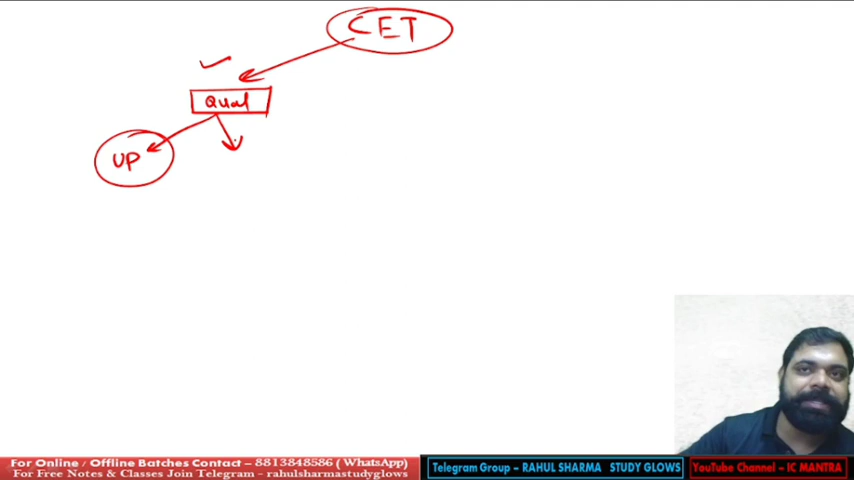 CET
Qual
UP
For Online / Offline Batches Contact – 8813848586 ( WhatsApp)
For Free Notes & Classes Join Telegram - rahulsharmastudyglows
Telegram Group – RAHUL SHARMA STUDY GLOWS
YouTube Channel – IC MANTRA